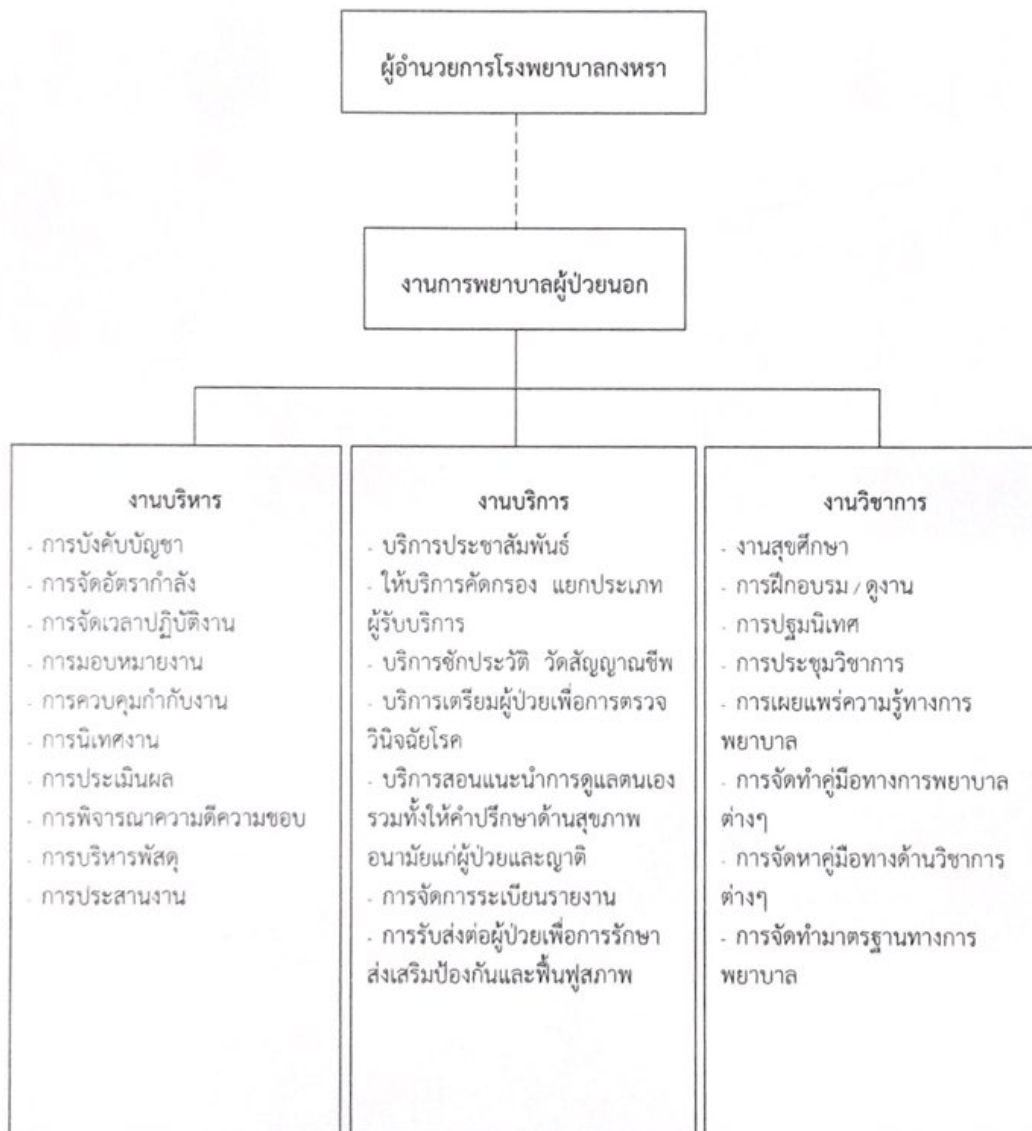 ผู้อำนวยการโรงพยาบาลกงหรา
งานการพยาบาลผู้ป่วยนอก
งานบริหาร
- การบังคับบัญชา
- การจัดอัตรากำลัง
- การจัดเวลาปฏิบัติงาน
- การมอบหมายงาน
- การควบคุมกำกับงาน
- การนิเทศงาน
- การประเมินผล
- การพิจารณาความดีความชอบ
- การบริหารพัสดุ
- การประสานงาน
งานบริการ
- บริการประชาสัมพันธ์
- ให้บริการคัดกรอง แยกประเภท
ผู้รับบริการ
- บริการซักประวัติ วัดสัญญาณชีพ
- บริการเตรียมผู้ป่วยเพื่อการตรวจ
วินิจฉัยโรค
- บริการสอนแนะนำการดูแลตนเอง
รวมทั้งให้คำปรึกษาด้านสุขภาพ
อนามัยแก่ผู้ป่วยและญาติ
- การจัดการระเบียนรายงาน
- การรับส่งต่อผู้ป่วยเพื่อการรักษา
ส่งเสริมป้องกันและฟื้นฟูสภาพ
งานวิชาการ
- งานสุขศึกษา
- การฝึกอบรม / ดูงาน
- การปฐมนิเทศ
- การประชุมวิชาการ
- การเผยแพร่ความรู้ทางการ
พยาบาล
- การจัดทำคู่มือทางการพยาบาล
ต่างๆ
- การจัดหาคู่มือทางด้านวิชาการ
ต่างๆ
- การจัดทำมาตรฐานทางการ
พยาบาล